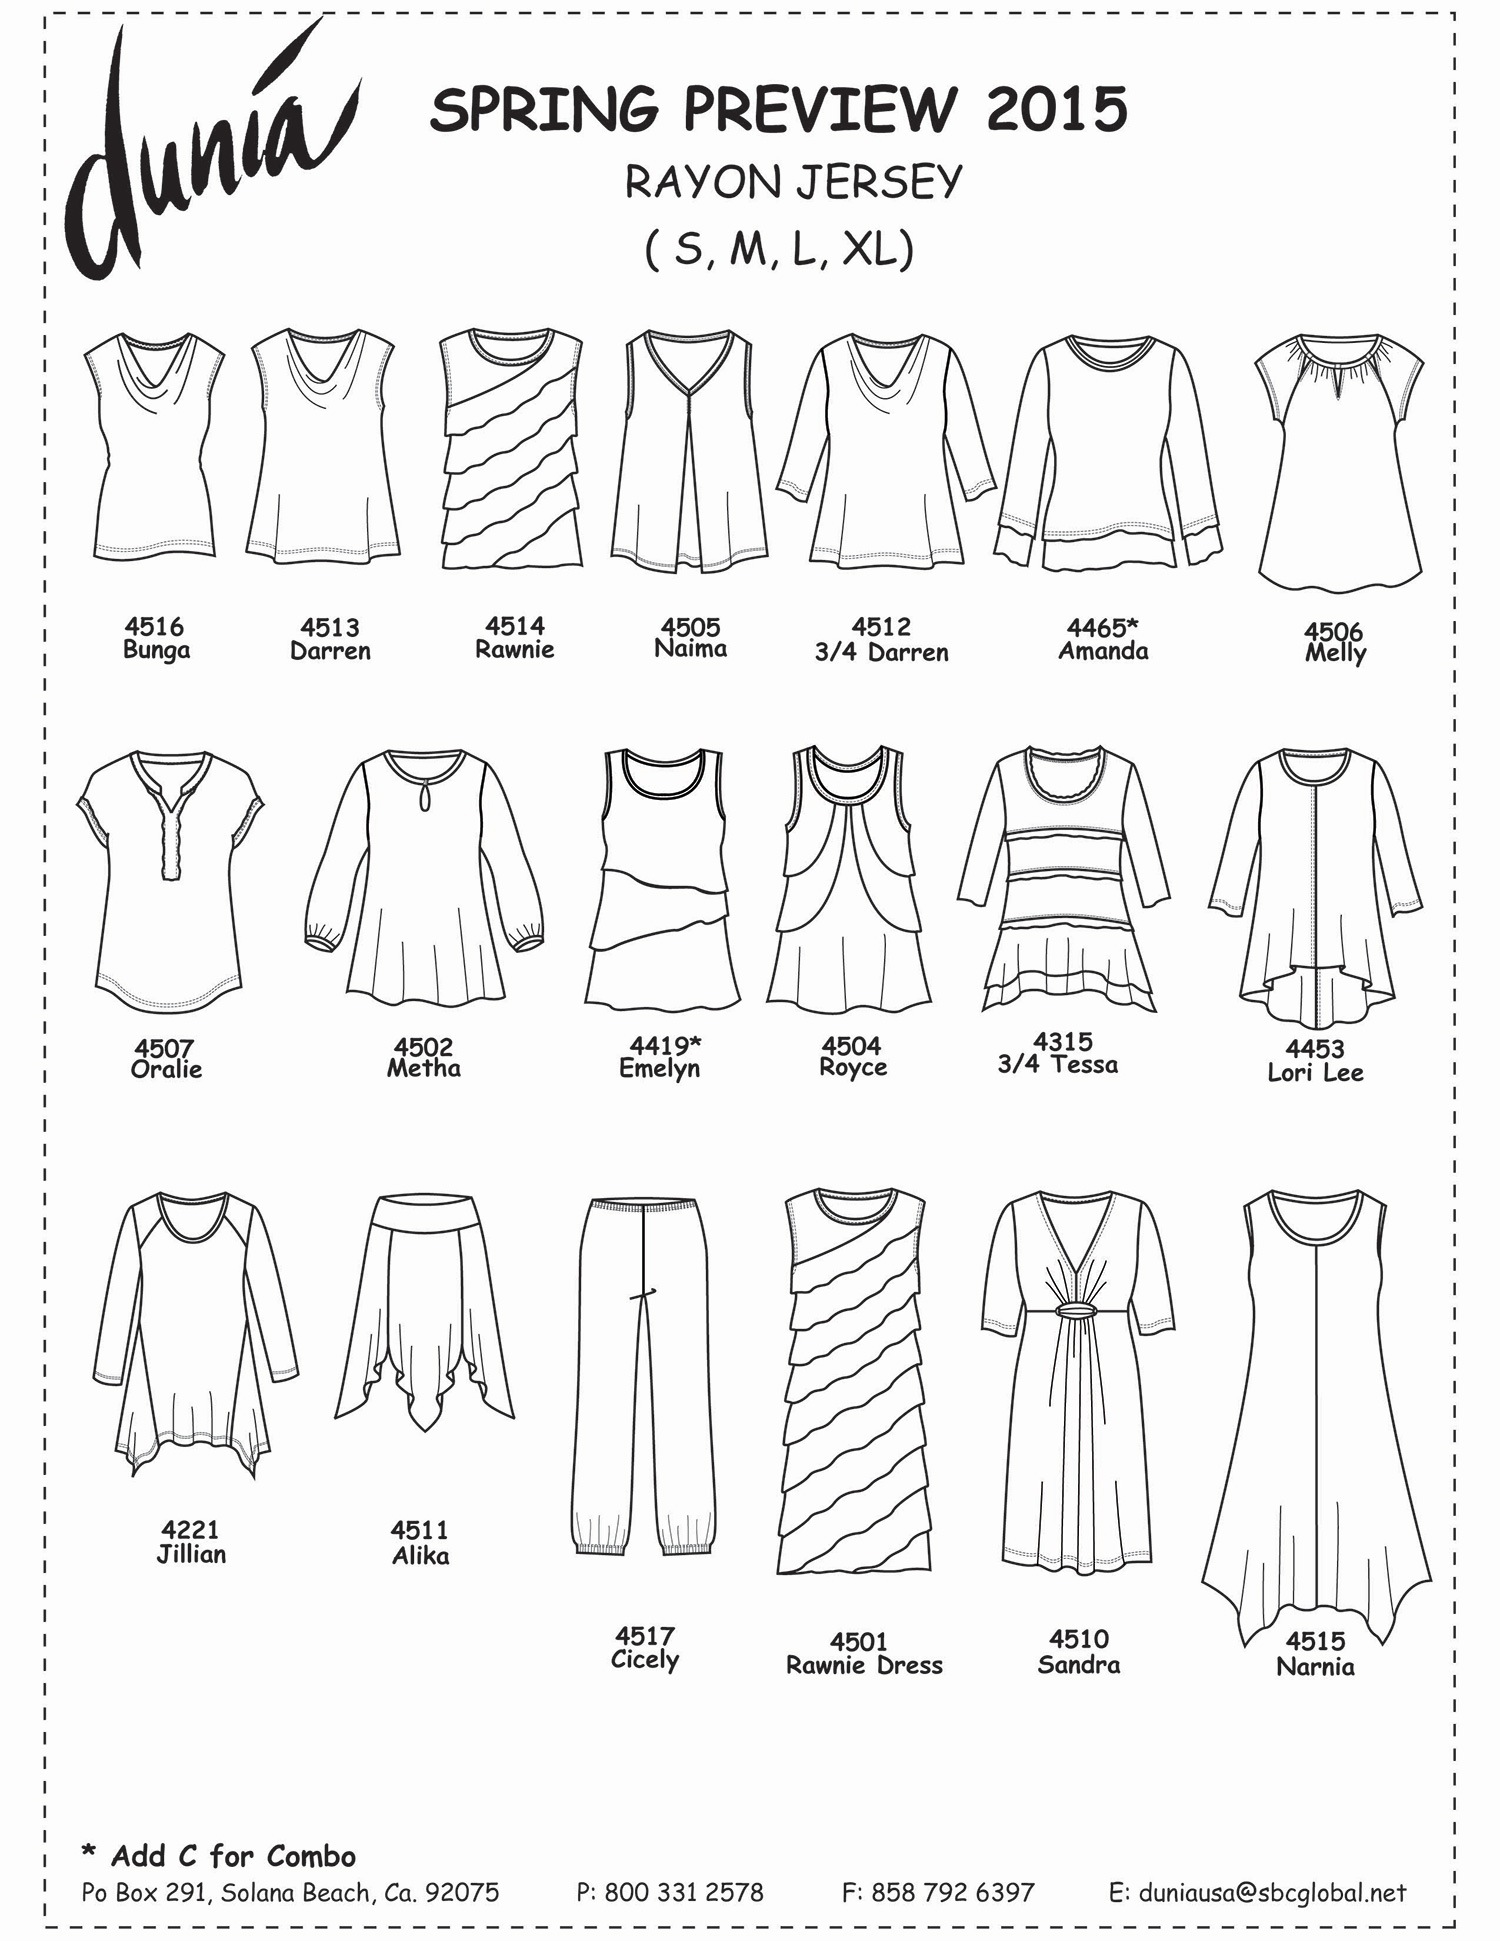 dunia
SPRING PREVIEW 2015
RAYON JERSEY
( S, M, L, XL)
4516
Bunga
4513
Darren
4514
Rawnie
4505
Naima
4512
3/4 Darren
4465*
Amanda
4506
Melly
4507
Oralie
4502
Metha
4419*
Emelyn
4504
Royce
4315
3/4 Tessa
4453
Lori Lee
4221
Jillian
4511
Alika
4517
Cicely
4501
Rawnie Dress
4510
Sandra
4515
Narnia
* Add C for Combo
Po Box 291, Solana Beach, Ca. 92075 P: 800 331 2578 F: 858 792 6397 E: duniausa@sbcglobal.net